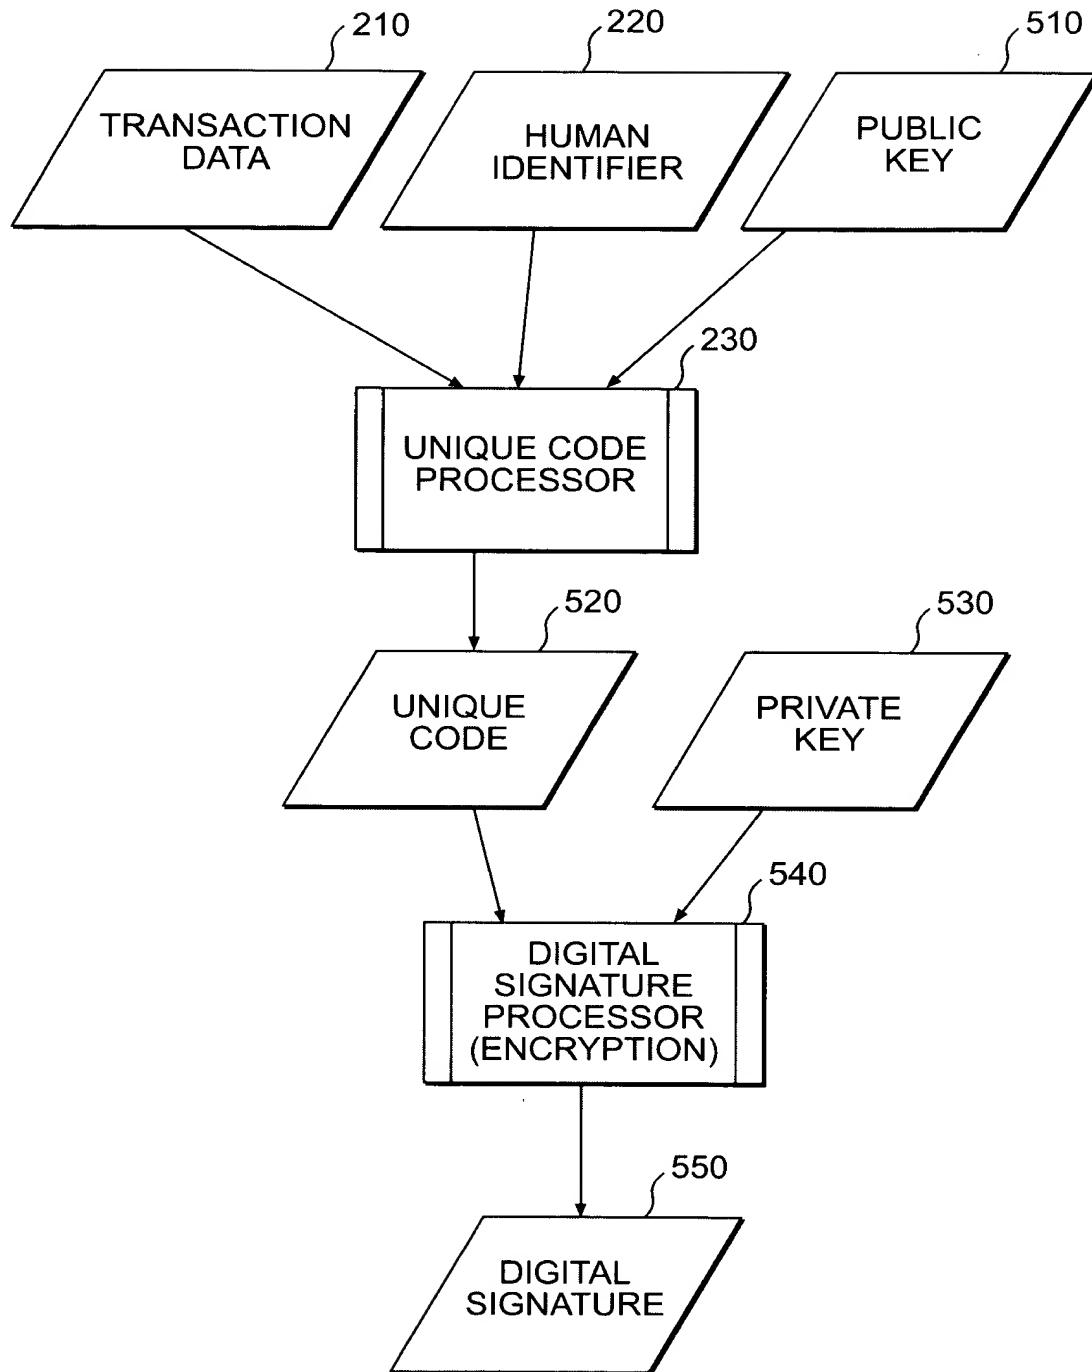 210
220
510
TRANSACTION
DATA
HUMAN
IDENTIFIER
PUBLIC
KEY
230
UNIQUE CODE
PROCESSOR
520
530
UNIQUE
CODE
PRIVATE
KEY
540
DIGITAL
SIGNATURE
PROCESSOR
(ENCRYPTION)
550
DIGITAL
SIGNATURE